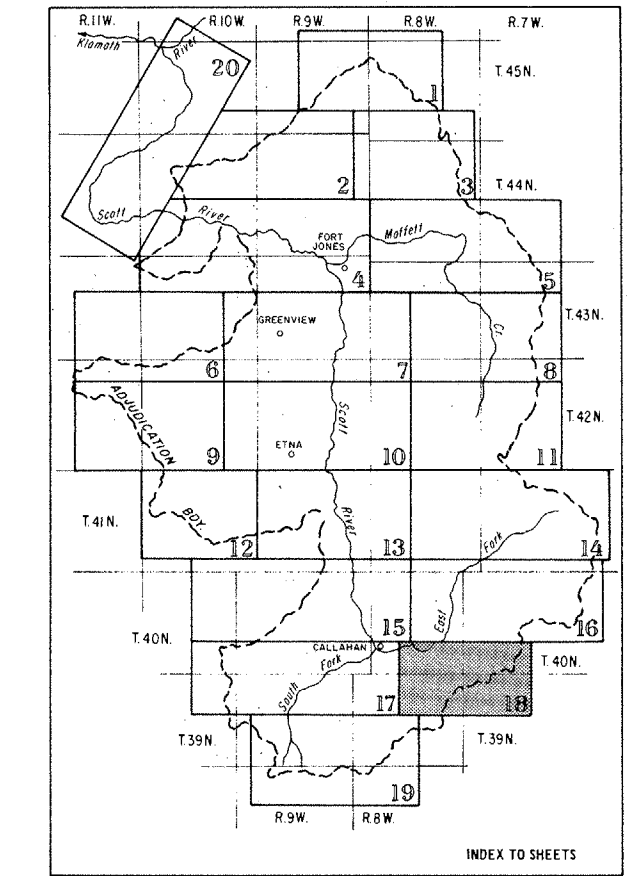 R.11W. R.10W. R.9W. R.8W. R.7W.
Klamath River
20
1
T.45N.
2
3
T.44N.
Scott River
FORT JONES
Moffett Cr.
4
5
GREENVIEW
T.43N.
6
7
8
ADJUDICATION BDY.
Scott River
T.42N.
ETNA
9
10
11
T.41N.
12
13
East Fork
14
T.40N.
CALLAHAN
15
16
South Fork
T.40N.
17
18
T.39N.
T.39N.
19
R.9W. R.8W.
INDEX TO SHEETS